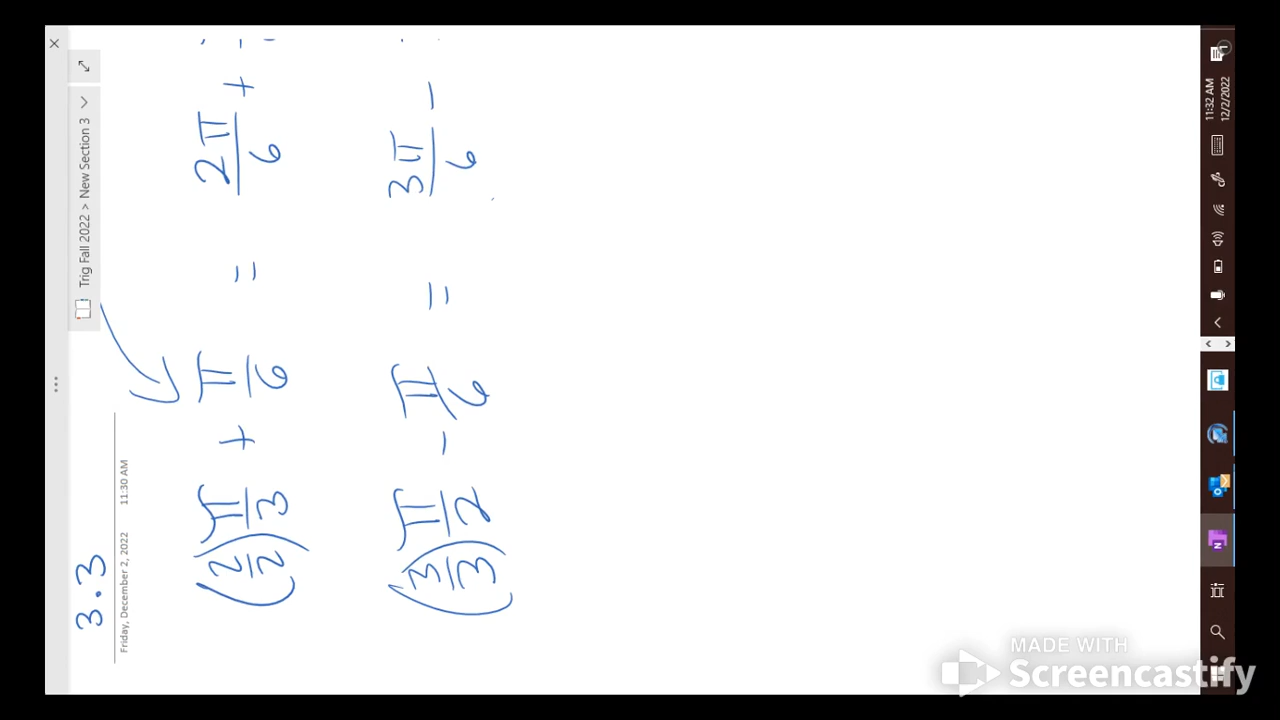 Trig Fall 2022 > New Section 3
3.3
Friday, December 2, 2022 11:30 AM
(2/2) π/3 + π/6 = 2π/6 +
(3/3) π/2 - π/6 = 3π/6 -
11:32 AM
12/2/2022
1
MADE WITH
Screencastify